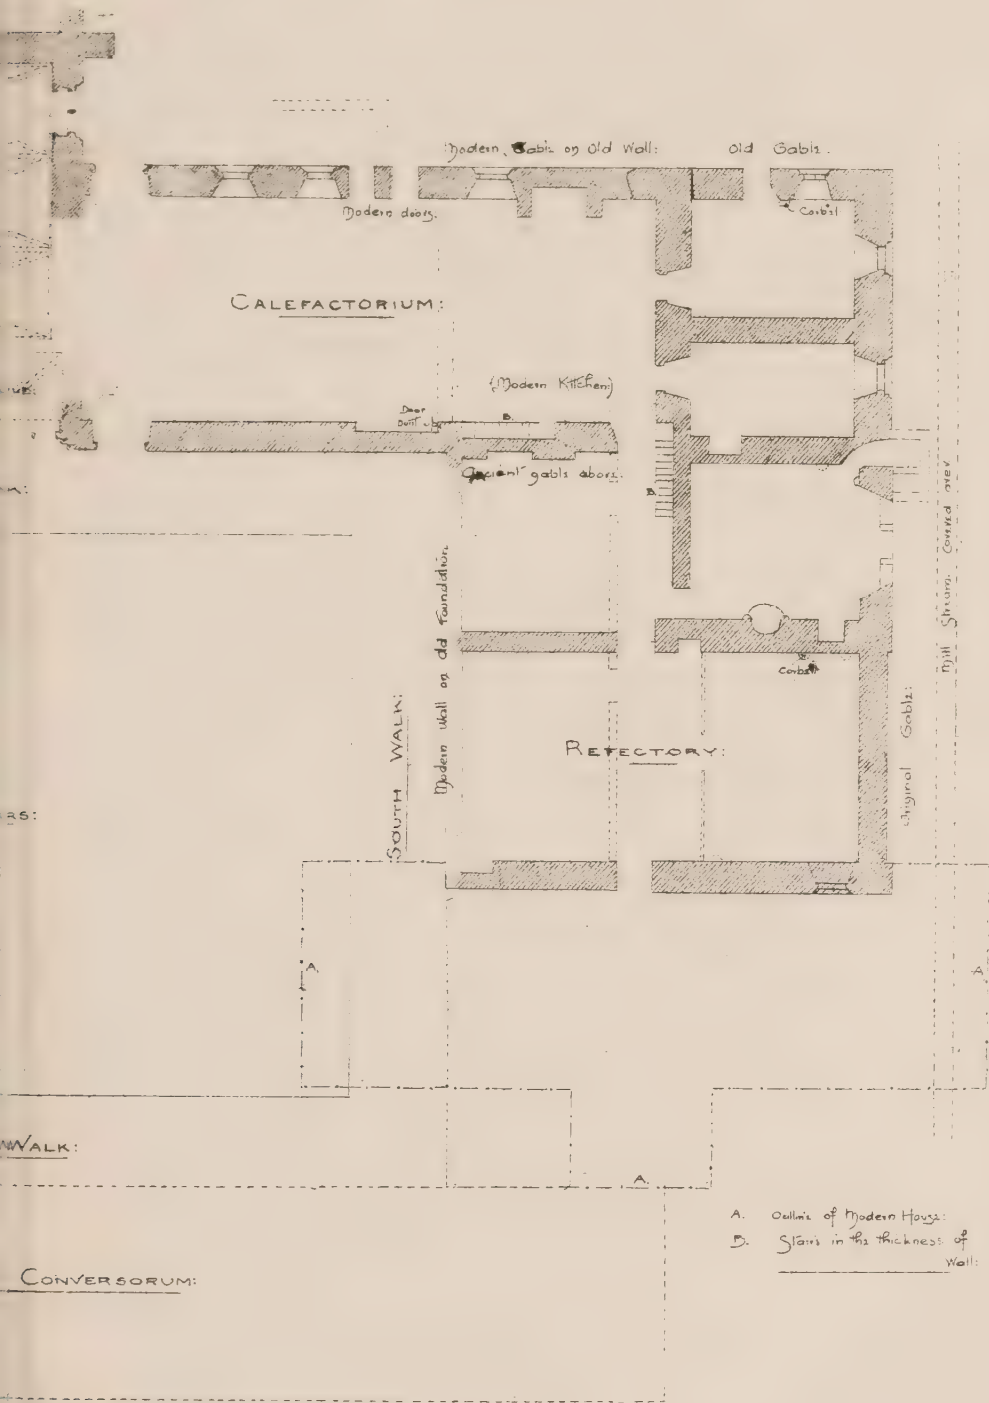 Modern Gable on Old Wall:
Old Gable.
Modern doors.
Corbel
CALEFACTORIUM:
(Modern Kitchen)
Door
B.
Ancient gable above.
B.
Modern Wall on old foundation.
SOUTH WALK:
Corbel
REFECTORY:
Original Gable:
Mill Stream. Covered over
RS:
A.
A
WALK:
A.
A. Outline of Modern House:
B. Stairs in the thickness of
Wall:
CONVERSORUM: